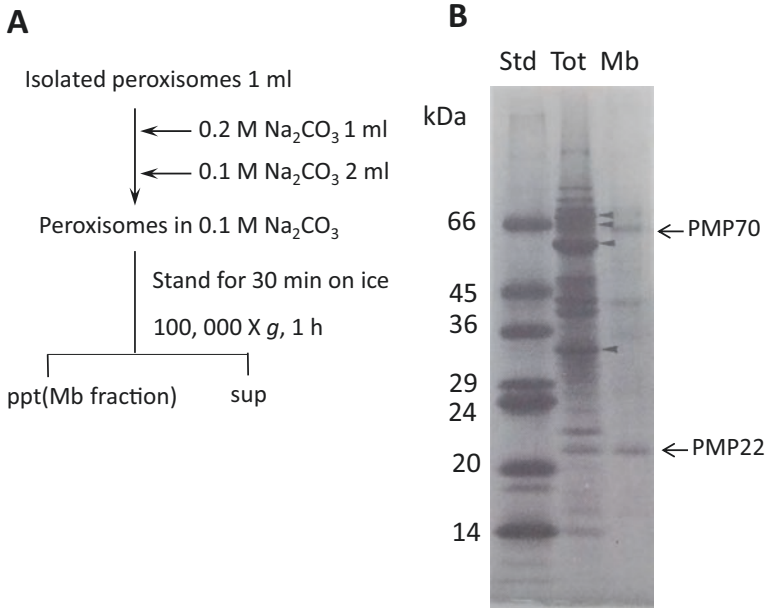 A
Isolated peroxisomes 1 ml
0.2 M Na₂CO₃ 1 ml
0.1 M Na₂CO₃ 2 ml
Peroxisomes in 0.1 M Na₂CO₃
Stand for 30 min on ice
100, 000 X g, 1 h
ppt(Mb fraction)
sup
B
Std Tot Mb
kDa
66
45
36
29
24
20
14
PMP70
PMP22